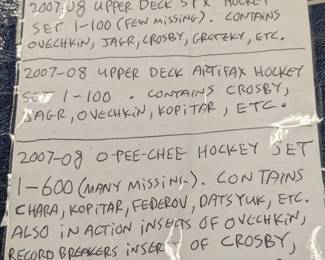 2007-08 UPPER DECK SPX HOCKEY
SET 1-100 (FEW MISSING). CONTAINS
OVECHKIN, JAGR, CROSBY, GRETZKY, ETC.
2007-08 UPPER DECK ARTIFAX HOCKEY
SET 1-100 . CONTAINS CROSBY,
JAGR, OVECHKIN, KOPITAR, ETC.
2007-08 O-PEE-CHEE HOCKEY SET
1-600 (MANY MISSING). CONTAINS
CHARA, KOPITAR, FEDEROV, DATSYUK, ETC.
ALSO IN ACTION INSERTS OF OVECHKIN,
RECORD BREAKERS INSERT OF CROSBY,